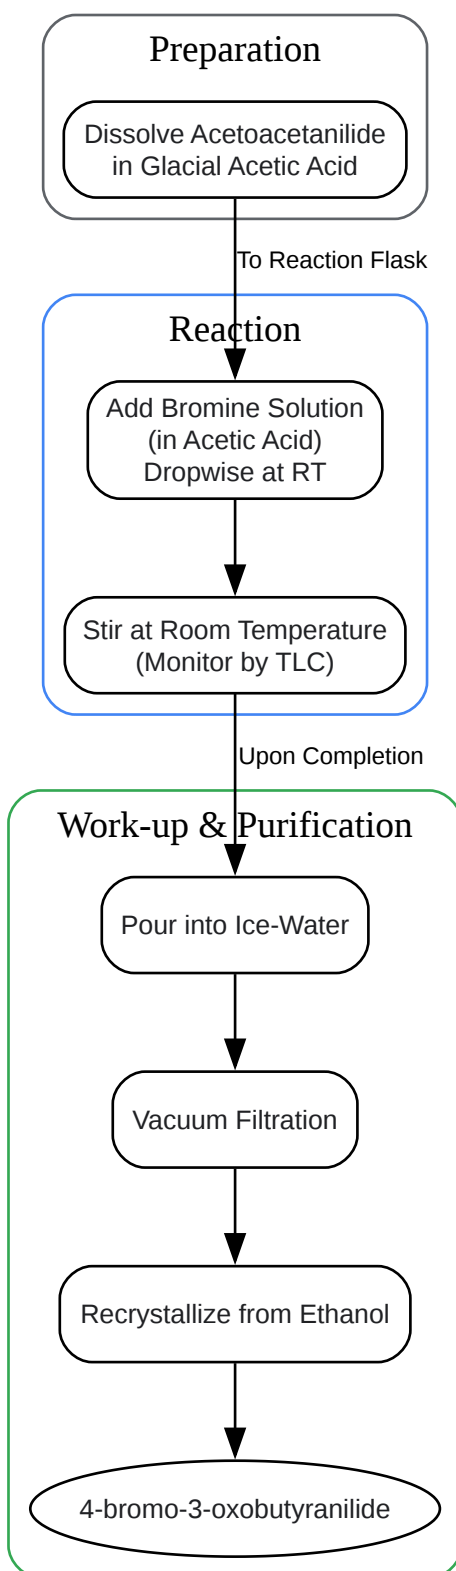 Preparation
Dissolve Acetoacetanilide
in Glacial Acetic Acid
To Reaction Flask
Reaction
Add Bromine Solution
(in Acetic Acid)
Dropwise at RT
Stir at Room Temperature
(Monitor by TLC)
Upon Completion
Work-up & Purification
Pour into Ice-Water
Vacuum Filtration
Recrystallize from Ethanol
4-bromo-3-oxobutyranilide